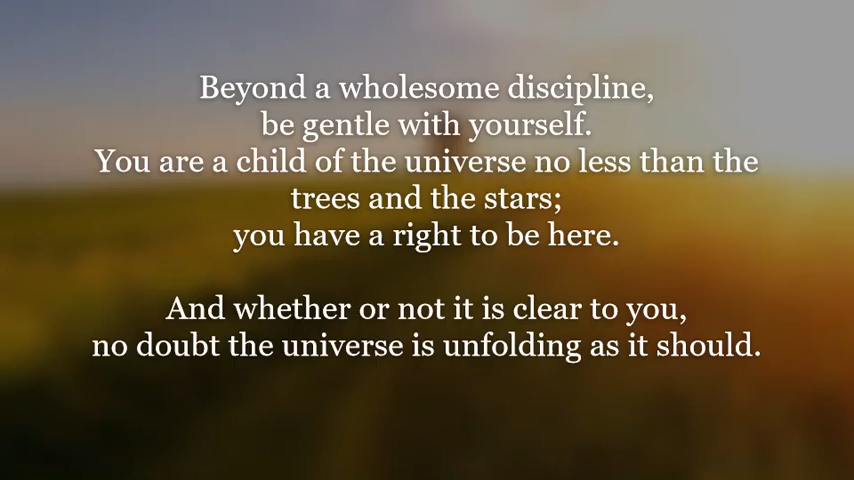 Beyond a wholesome discipline,
be gentle with yourself.
You are a child of the universe no less than the
trees and the stars;
you have a right to be here.
And whether or not it is clear to you,
no doubt the universe is unfolding as it should.